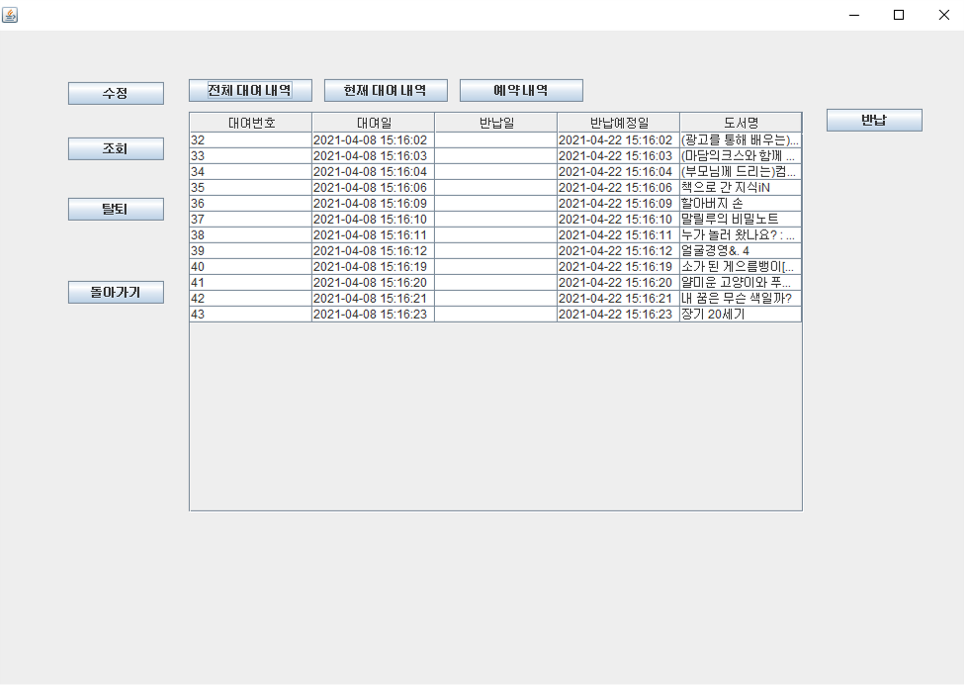 수정
전체 대여 내역 현재 대여 내역 예약 내역
반납
조회
탈퇴
돌아가기
대여번호 대여일 반납일 반납예정일 도서명
32 2021-04-08 15:16:02 2021-04-22 15:16:02 (광고를 통해 배우는)...
33 2021-04-08 15:16:03 2021-04-22 15:16:03 (마담의크스와 함께 ...
34 2021-04-08 15:16:04 2021-04-22 15:16:04 (부모님께 드리는)컴...
35 2021-04-08 15:16:06 2021-04-22 15:16:06 책으로 간 지식iN
36 2021-04-08 15:16:09 2021-04-22 15:16:09 할아버지 손
37 2021-04-08 15:16:10 2021-04-22 15:16:10 말릴루의 비밀노트
38 2021-04-08 15:16:11 2021-04-22 15:16:11 누가 놀러 왔나요? : ...
39 2021-04-08 15:16:12 2021-04-22 15:16:12 얼굴경영&. 4
40 2021-04-08 15:16:19 2021-04-22 15:16:19 소가 된 게으름뱅이[...
41 2021-04-08 15:16:20 2021-04-22 15:16:20 얄미운 고양이와 푸...
42 2021-04-08 15:16:21 2021-04-22 15:16:21 내 꿈은 무슨 색일까?
43 2021-04-08 15:16:23 2021-04-22 15:16:23 장기 20세기